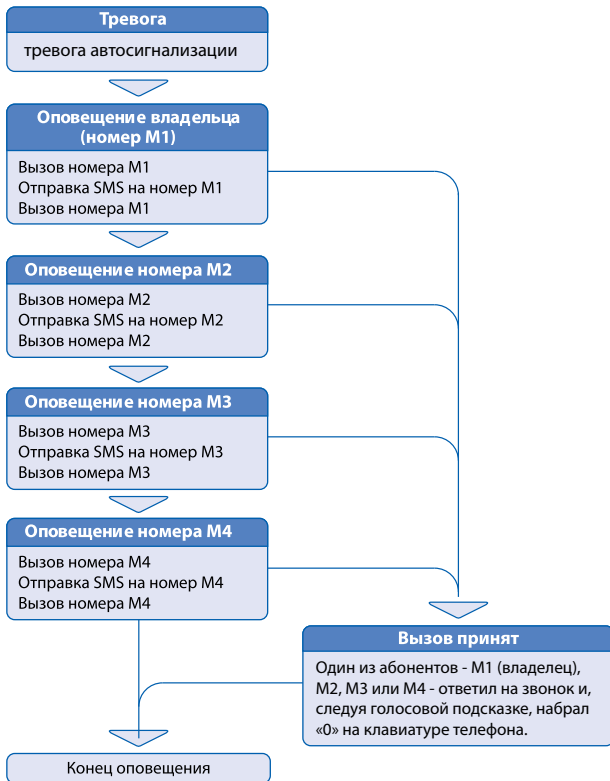 Тревога
тревога автосигнализации
Оповещение владельца
(номер М1)
Вызов номера М1
Отправка SMS на номер М1
Вызов номера М1
Оповещение номера М2
Вызов номера М2
Отправка SMS на номер М2
Вызов номера М2
Оповещение номера М3
Вызов номера М3
Отправка SMS на номер М3
Вызов номера М3
Оповещение номера М4
Вызов номера М4
Отправка SMS на номер М4
Вызов номера М4
Вызов принят
Один из абонентов - М1 (владелец),
М2, М3 или М4 - ответил на звонок и,
следуя голосовой подсказке, набрал
«0» на клавиатуре телефона.
Конец оповещения